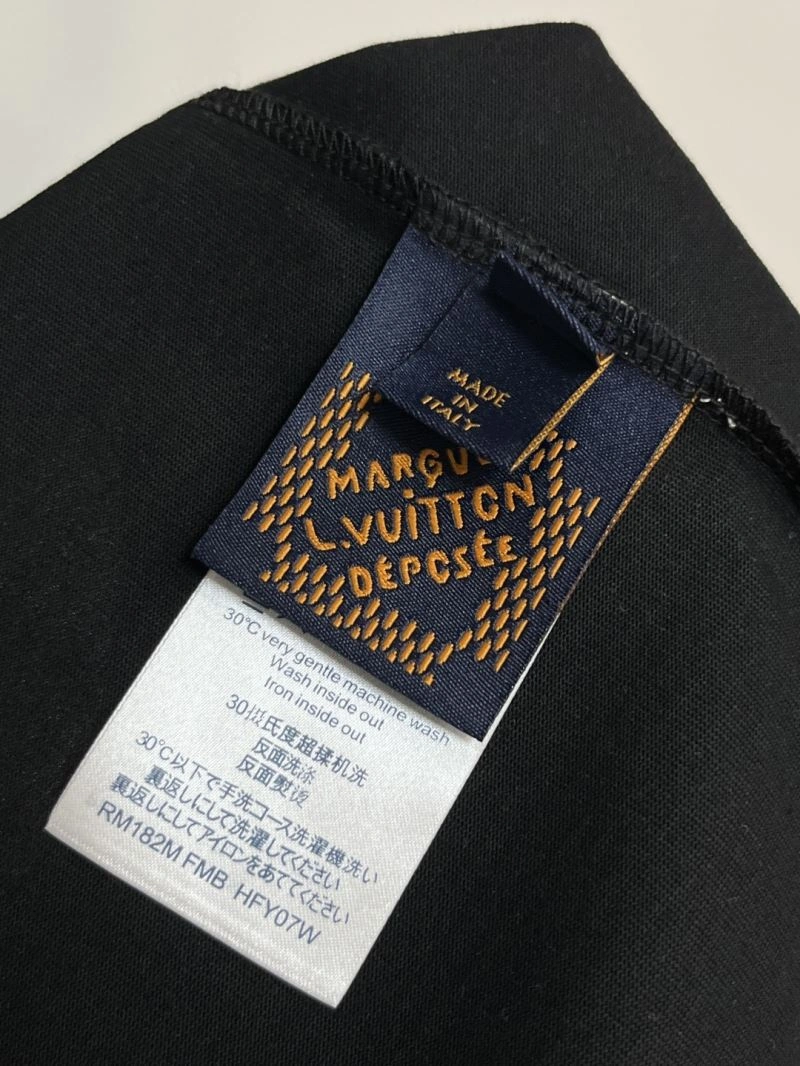 MADE
IN
ITALY
MARQUE
L.VUITTON
DÉPOSÉE
30℃ very gentle machine wash
Wash inside out
Iron inside out
30摄氏度超揉机洗
反面洗涤
反面熨烫
30℃以下で手洗コース洗濯機洗い
裏返しにして洗濯してください
裏返しにしてアイロンをあててください
RM182M FMB HFY07W